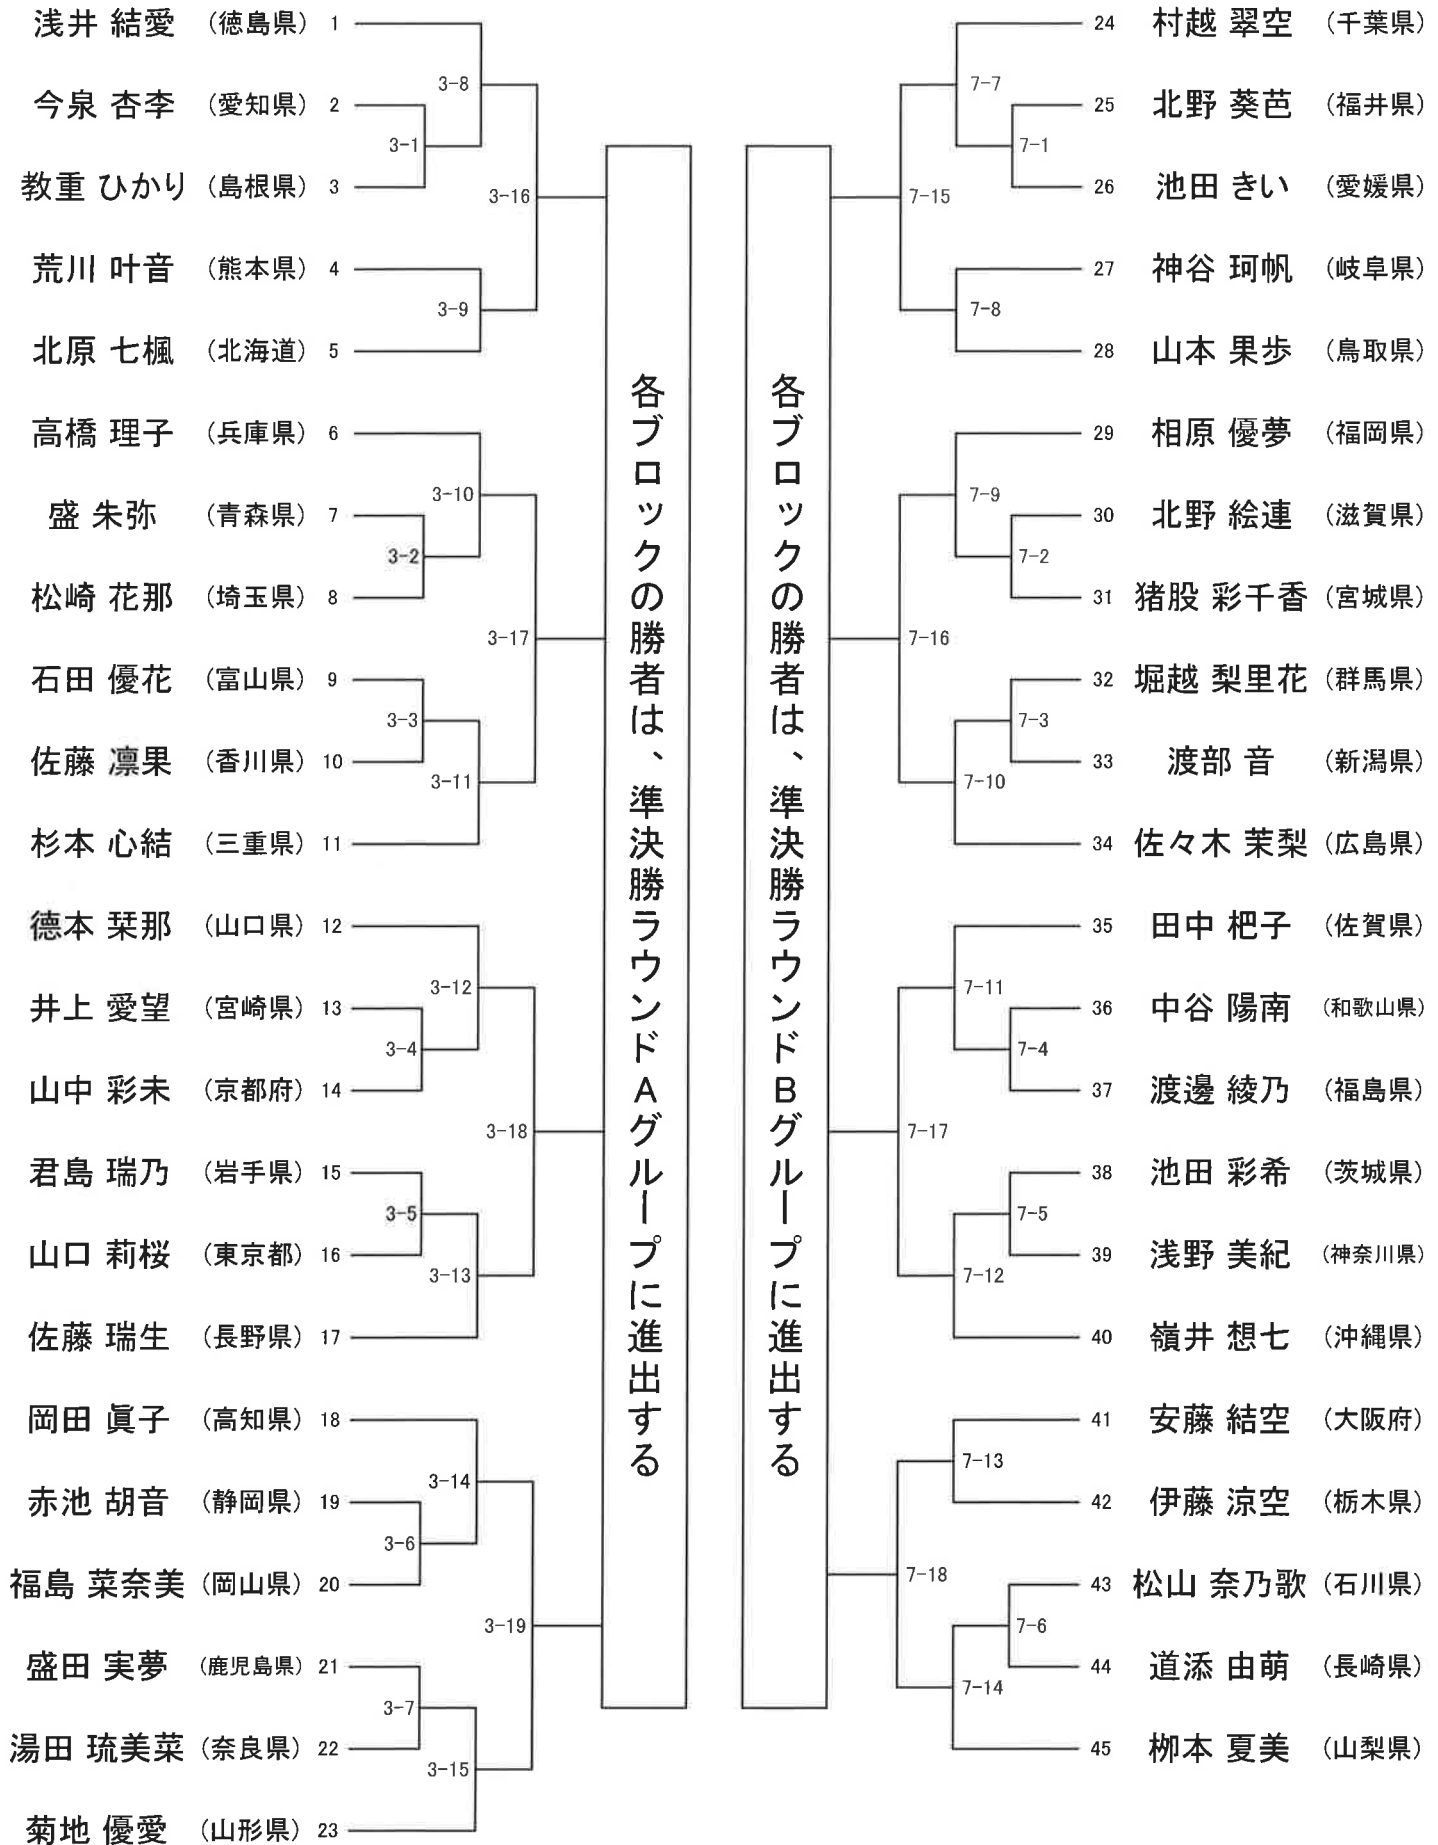 浅井 結愛 (徳島県) 1
今泉 杏李 (愛知県) 2
教重 ひかり (島根県) 3
荒川 叶音 (熊本県) 4
北原 七楓 (北海道) 5
高橋 理子 (兵庫県) 6
盛 朱弥 (青森県) 7
松崎 花那 (埼玉県) 8
石田 優花 (富山県) 9
佐藤 凛果 (香川県) 10
杉本 心結 (三重県) 11
德本 栞那 (山口県) 12
井上 愛望 (宮崎県) 13
山中 彩未 (京都府) 14
君島 瑞乃 (岩手県) 15
山口 莉桜 (東京都) 16
佐藤 瑞生 (長野県) 17
岡田 眞子 (高知県) 18
赤池 胡音 (静岡県) 19
福島 菜奈美 (岡山県) 20
盛田 実夢 (鹿児島県) 21
湯田 琉美菜 (奈良県) 22
菊地 優愛 (山形県) 23
3-8
3-1
3-16
3-9
3-10
3-2
3-17
3-3
3-11
3-12
3-4
3-18
3-5
3-13
3-14
3-6
3-19
3-7
3-15
各ブロックの勝者は、準決勝ラウンドAグループに進出する
各ブロックの勝者は、準決勝ラウンドBグループに進出する
7-7
7-1
7-15
7-8
7-9
7-2
7-16
7-3
7-10
7-11
7-4
7-17
7-5
7-12
7-13
7-18
7-6
7-14
24 村越 翠空 (千葉県)
25 北野 葵芭 (福井県)
26 池田 きい (愛媛県)
27 神谷 珂帆 (岐阜県)
28 山本 果歩 (鳥取県)
29 相原 優夢 (福岡県)
30 北野 絵連 (滋賀県)
31 猪股 彩千香 (宮城県)
32 堀越 梨里花 (群馬県)
33 渡部 音 (新潟県)
34 佐々木 茉梨 (広島県)
35 田中 杷子 (佐賀県)
36 中谷 陽南 (和歌山県)
37 渡邊 綾乃 (福島県)
38 池田 彩希 (茨城県)
39 浅野 美紀 (神奈川県)
40 嶺井 想七 (沖縄県)
41 安藤 結空 (大阪府)
42 伊藤 涼空 (栃木県)
43 松山 奈乃歌 (石川県)
44 道添 由萌 (長崎県)
45 栁本 夏美 (山梨県)